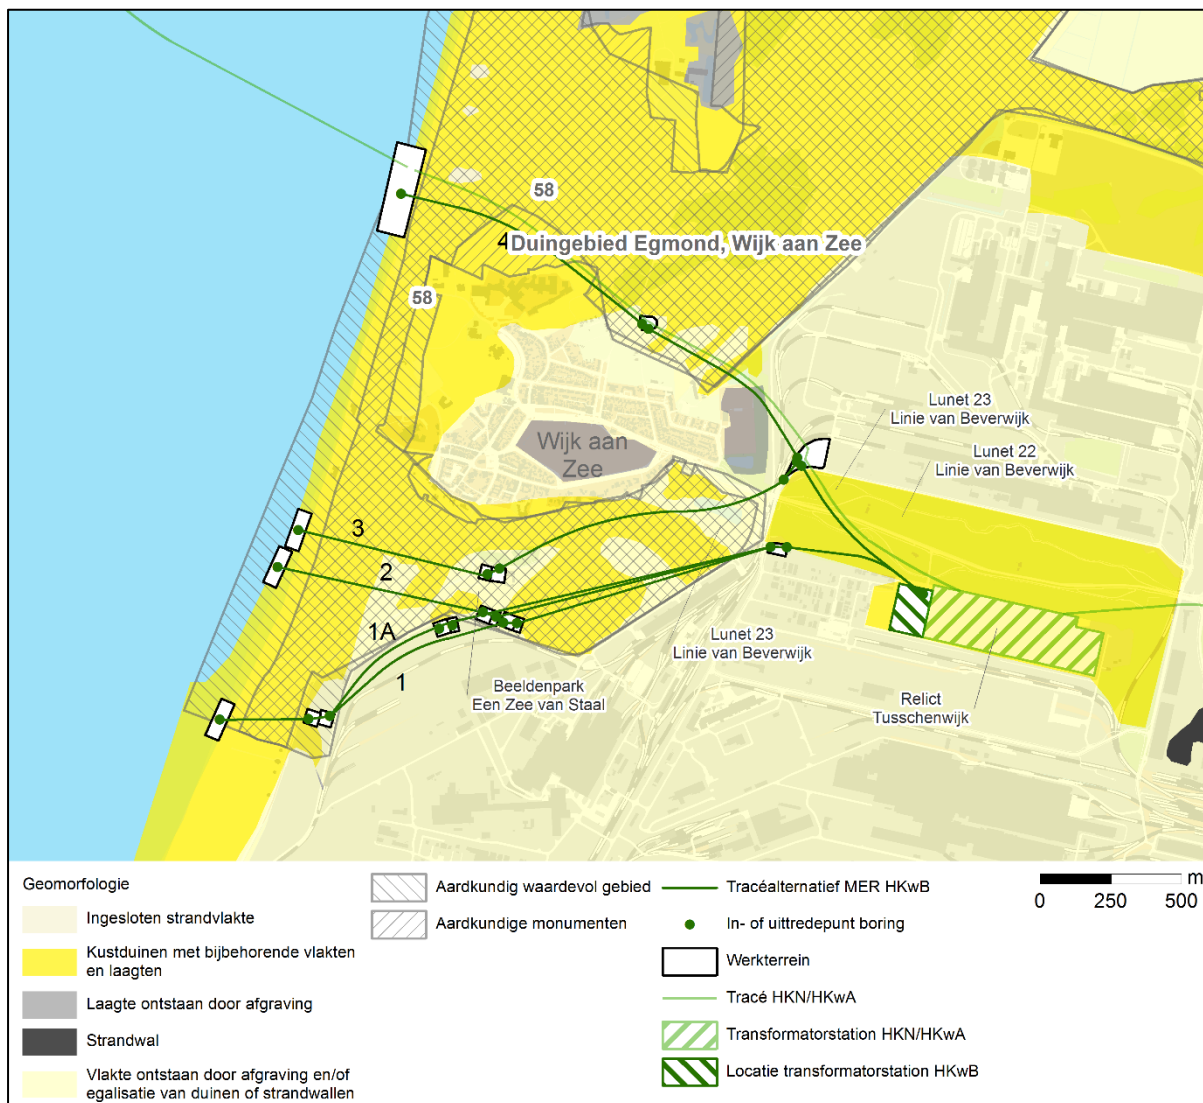 58
4
Duingebied Egmond, Wijk aan Zee
58
Lunet 23
Linie van Beverwijk
Lunet 22
Linie van Beverwijk
Wijk aan
Zee
3
2
1A
1
Lunet 23
Linie van Beverwijk
Beeldenpark
Een Zee van Staal
Relict
Tusschenwijk
Geomorfologie
Ingesloten strandvlakte
Kustduinen met bijbehorende vlakten
en laagten
Laagte ontstaan door afgraving
Strandwal
Vlakte ontstaan door afgraving en/of
egalisatie van duinen of strandwallen
Aardkundig waardevol gebied
Aardkundige monumenten
Tracéalternatief MER HKwB
In- of uittredepunt boring
Werkterrein
Tracé HKN/HKwA
Transformatorstation HKN/HKwA
Locatie transformatorstation HKwB
m
0 250 500